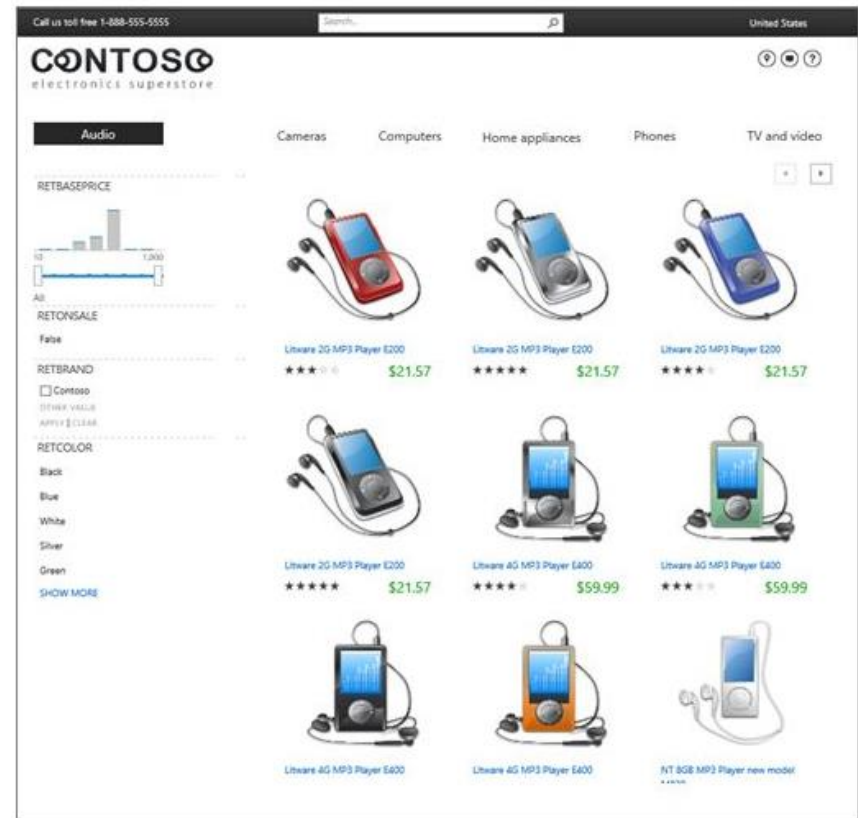 Call us toll free 1-888-555-5555
Search...
United States
CONTOSO
electronics superstore
Audio
Cameras
Computers
Home appliances
Phones
TV and video
RETBASEPRICE
10
1,000
All
RETONSALE
False
RETBRAND
Contoso
OTHER VALUE
APPLY | CLEAR
RETCOLOR
Black
Blue
White
Silver
Green
SHOW MORE
Litware 2G MP3 Player E200
$21.57
Litware 2G MP3 Player E200
$21.57
Litware 2G MP3 Player E200
$21.57
Litware 2G MP3 Player E200
$21.57
Litware 4G MP3 Player E400
$59.99
Litware 4G MP3 Player E400
$59.99
Litware 4G MP3 Player E400
Litware 4G MP3 Player E400
NT 8GB MP3 Player new model